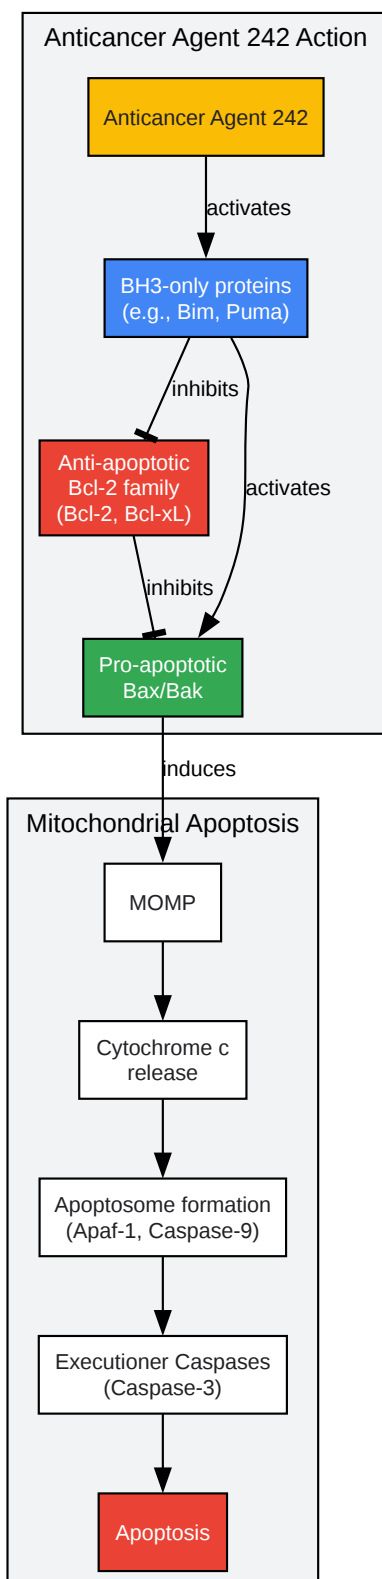 Anticancer Agent 242 Action
Anticancer Agent 242
activates
BH3-only proteins
(e.g., Bim, Puma)
inhibits
Anti-apoptotic
Bcl-2 family
(Bcl-2, Bcl-xL)
activates
inhibits
Pro-apoptotic
Bax/Bak
induces
Mitochondrial Apoptosis
MOMP
Cytochrome c
release
Apoptosome formation
(Apaf-1, Caspase-9)
Executioner Caspases
(Caspase-3)
Apoptosis